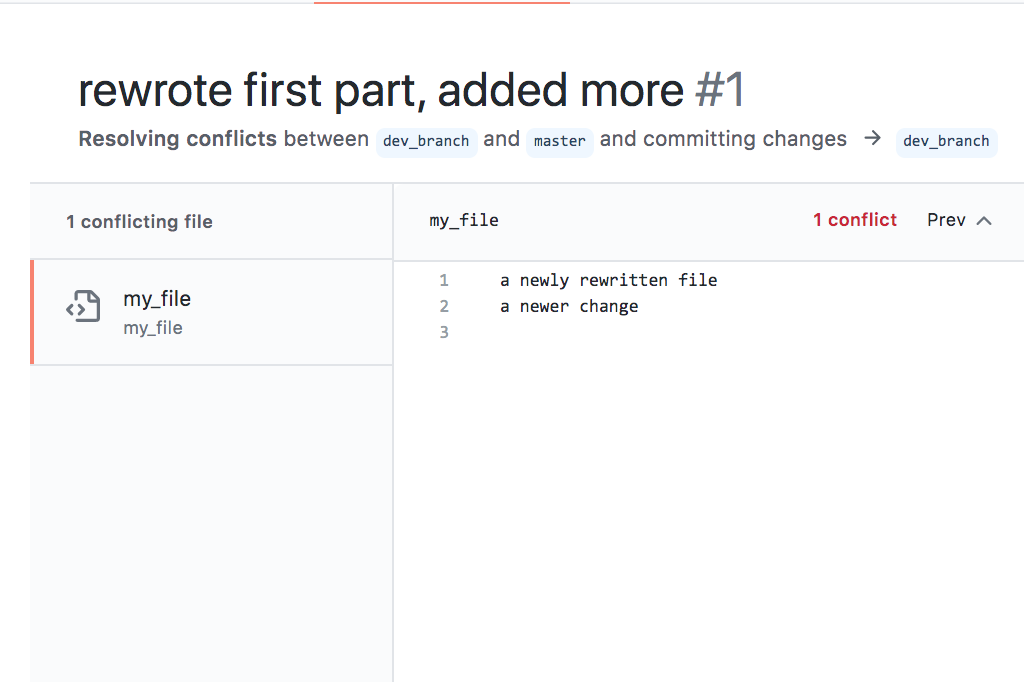 rewrote first part, added more #1
Resolving conflicts between dev_branch and master and committing changes → dev_branch
1 conflicting file
my_file
my_file
my_file 1 conflict Prev
1 a newly rewritten file
2 a newer change
3